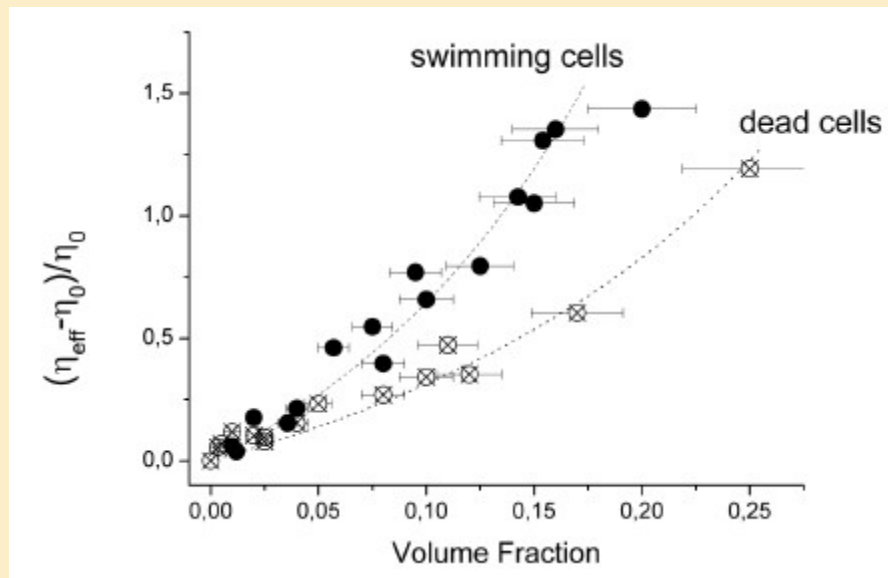 swimming cells
dead cells
1,5
1,0
0,5
0,0
(η_eff-η_0)/η_0
0,00 0,05 0,10 0,15 0,20 0,25
Volume Fraction